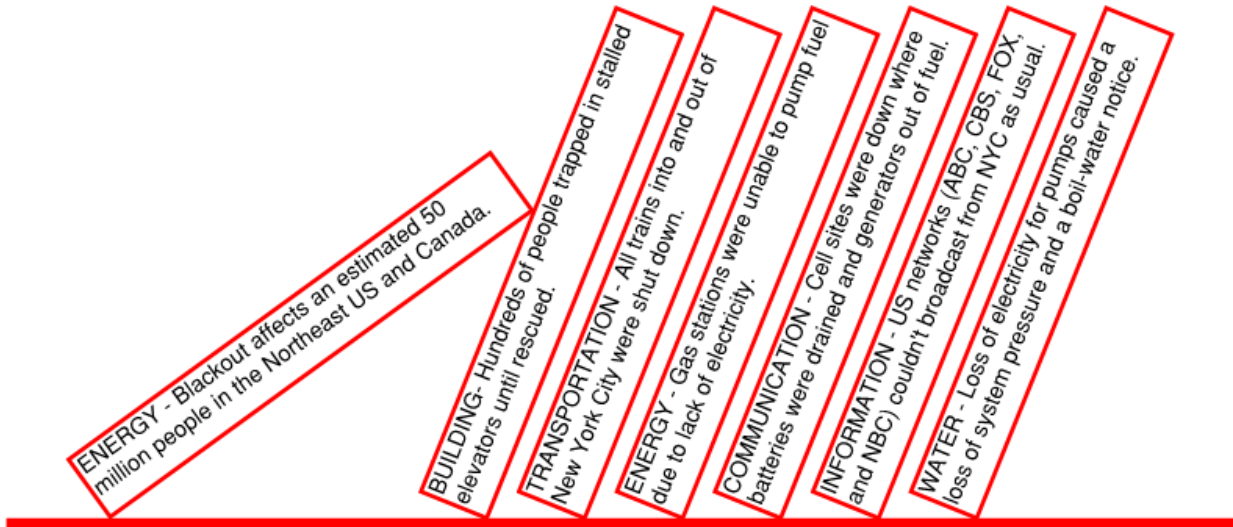 ENERGY - Blackout affects an estimated 50
million people in the Northeast US and Canada.
BUILDING- Hundreds of people trapped in stalled
elevators until rescued.
TRANSPORTATION - All trains into and out of
New York City were shut down.
ENERGY - Gas stations were unable to pump fuel
due to lack of electricity.
COMMUNICATION - Cell sites were down where
batteries were drained and generators out of fuel.
INFORMATION - US networks (ABC, CBS, FOX,
and NBC) couldn't broadcast from NYC as usual.
WATER - Loss of electricity for pumps caused a
loss of system pressure and a boil-water notice.